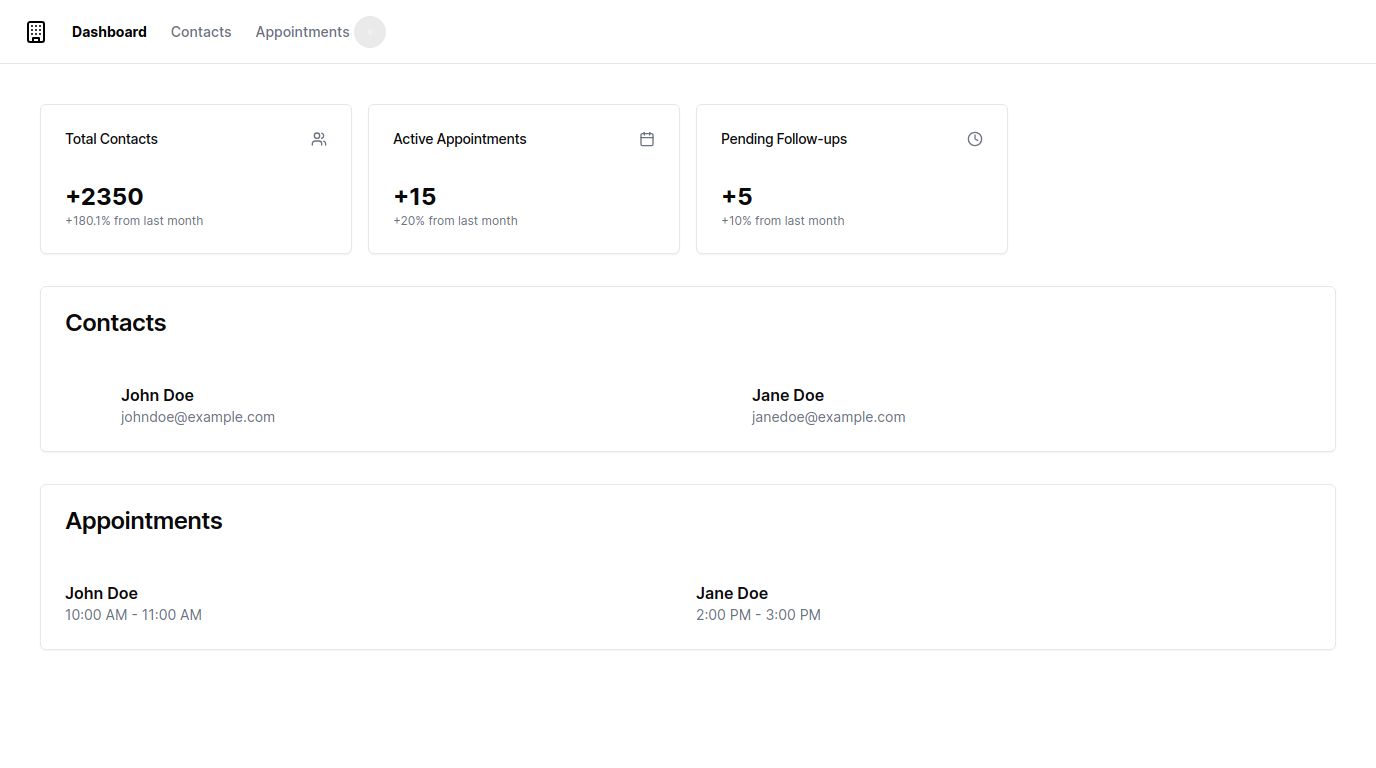 Dashboard Contacts Appointments
Total Contacts
+2350
+180.1% from last month
Active Appointments
+15
+20% from last month
Pending Follow-ups
+5
+10% from last month
Contacts
John Doe
johndoe@example.com
Jane Doe
janedoe@example.com
Appointments
John Doe
10:00 AM - 11:00 AM
Jane Doe
2:00 PM - 3:00 PM